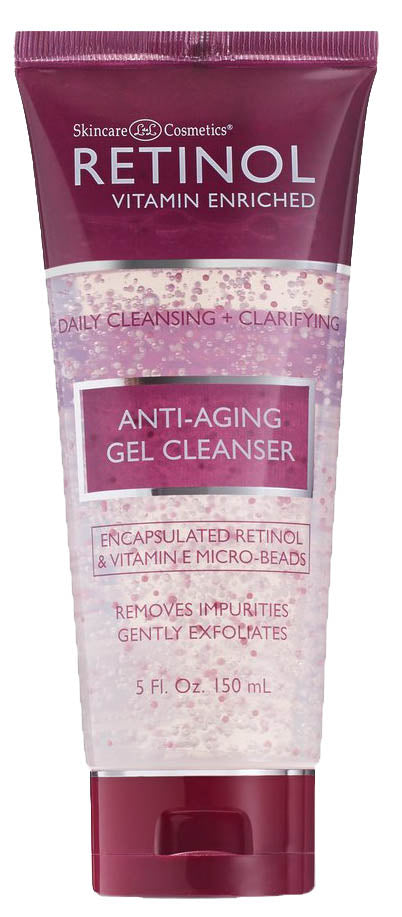 Skincare L&L Cosmetics®
RETINOL
VITAMIN ENRICHED
DAILY CLEANSING + CLARIFYING
ANTI-AGING
GEL CLEANSER
ENCAPSULATED RETINOL
& VITAMIN E MICRO-BEADS
REMOVES IMPURITIES
GENTLY EXFOLIATES
5 Fl. Oz. 150 mL